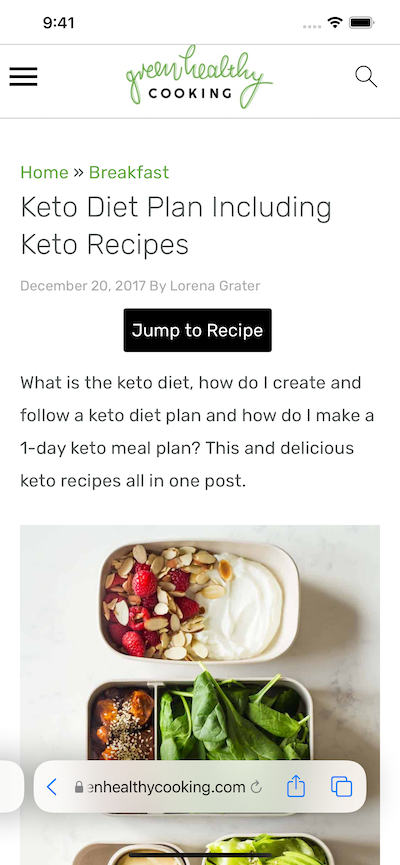 9:41
green healthy
COOKING
Home » Breakfast
Keto Diet Plan Including
Keto Recipes
December 20, 2017 By Lorena Grater
Jump to Recipe
What is the keto diet, how do I create and
follow a keto diet plan and how do I make a
1-day keto meal plan? This and delicious
keto recipes all in one post.
enhealthycooking.com